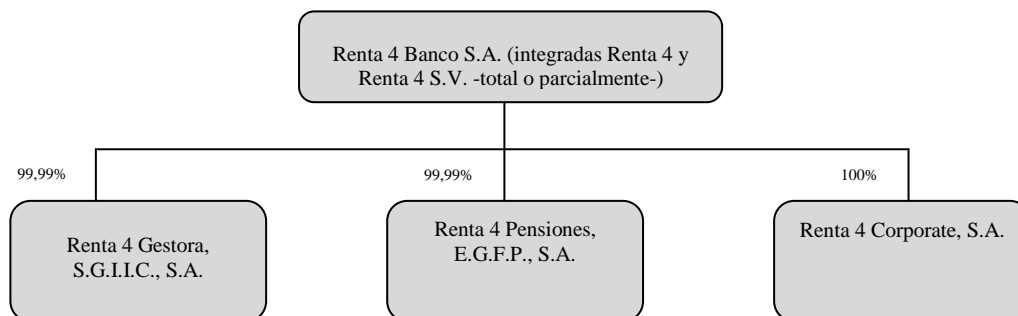 Renta 4 Banco S.A. (integradas Renta 4 y
Renta 4 S.V. -total o parcialmente-)
99,99%
99,99%
100%
Renta 4 Gestora,
S.G.I.I.C., S.A.
Renta 4 Pensiones,
E.G.F.P., S.A.
Renta 4 Corporate, S.A.